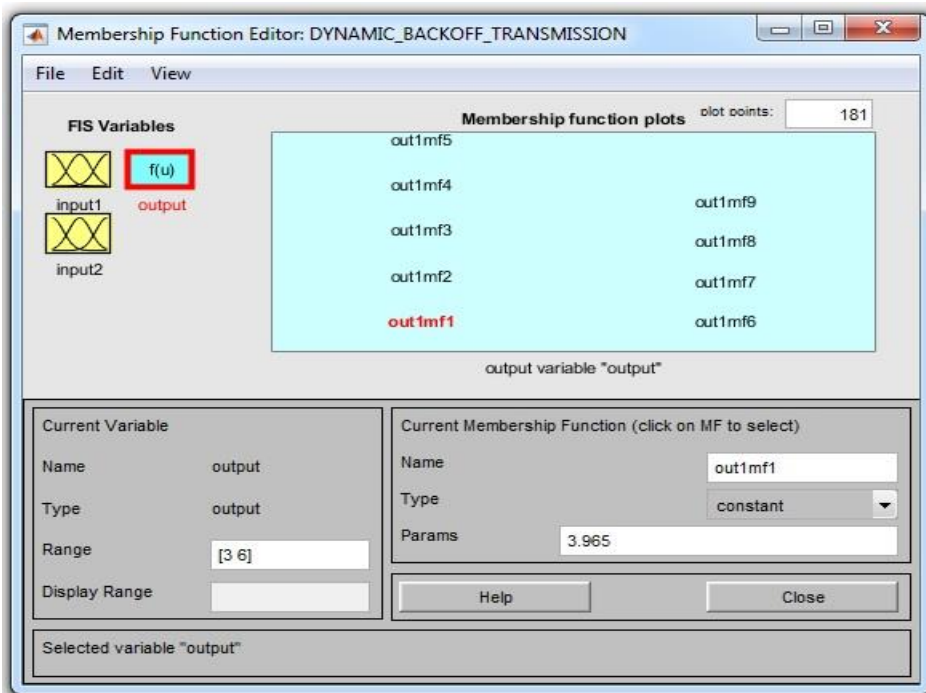 Membership Function Editor: DYNAMIC_BACKOFF_TRANSMISSION
File Edit View
FIS Variables
f(u)
input1 output
input2
Membership function plots plot points: 181
out1mf5
out1mf4
out1mf3
out1mf2
out1mf1
out1mf9
out1mf8
out1mf7
out1mf6
output variable "output"
Current Variable
Name output
Type output
Range [3 6]
Display Range
Current Membership Function (click on MF to select)
Name out1mf1
Type constant
Params 3.965
Help Close
Selected variable "output"